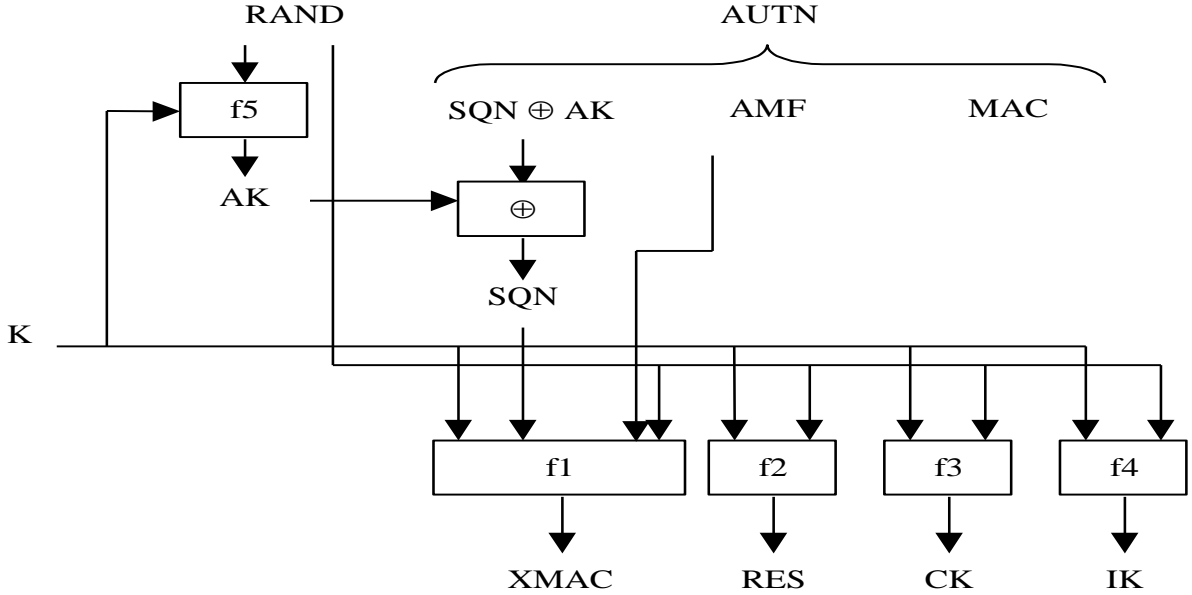 RAND
AUTN
f5
SQN ⊕ AK
AMF
MAC
AK
⊕
SQN
K
f1
f2
f3
f4
XMAC
RES
CK
IK